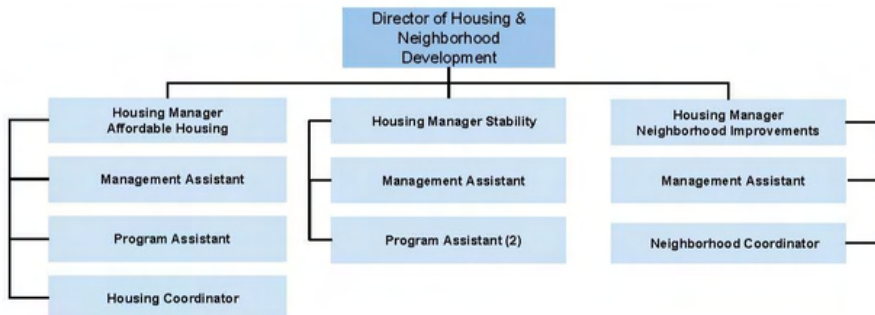 Director of Housing &
Neighborhood
Development
Housing Manager
Affordable Housing
Management Assistant
Program Assistant
Housing Coordinator
Housing Manager Stability
Management Assistant
Program Assistant (2)
Housing Manager
Neighborhood Improvements
Management Assistant
Neighborhood Coordinator